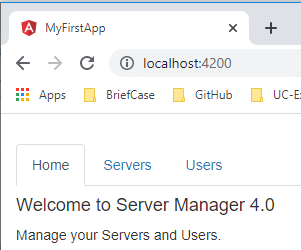 MyFirstApp
localhost:4200
Apps BriefCase GitHub UC-Ex
Home Servers Users
Welcome to Server Manager 4.0
Manage your Servers and Users.